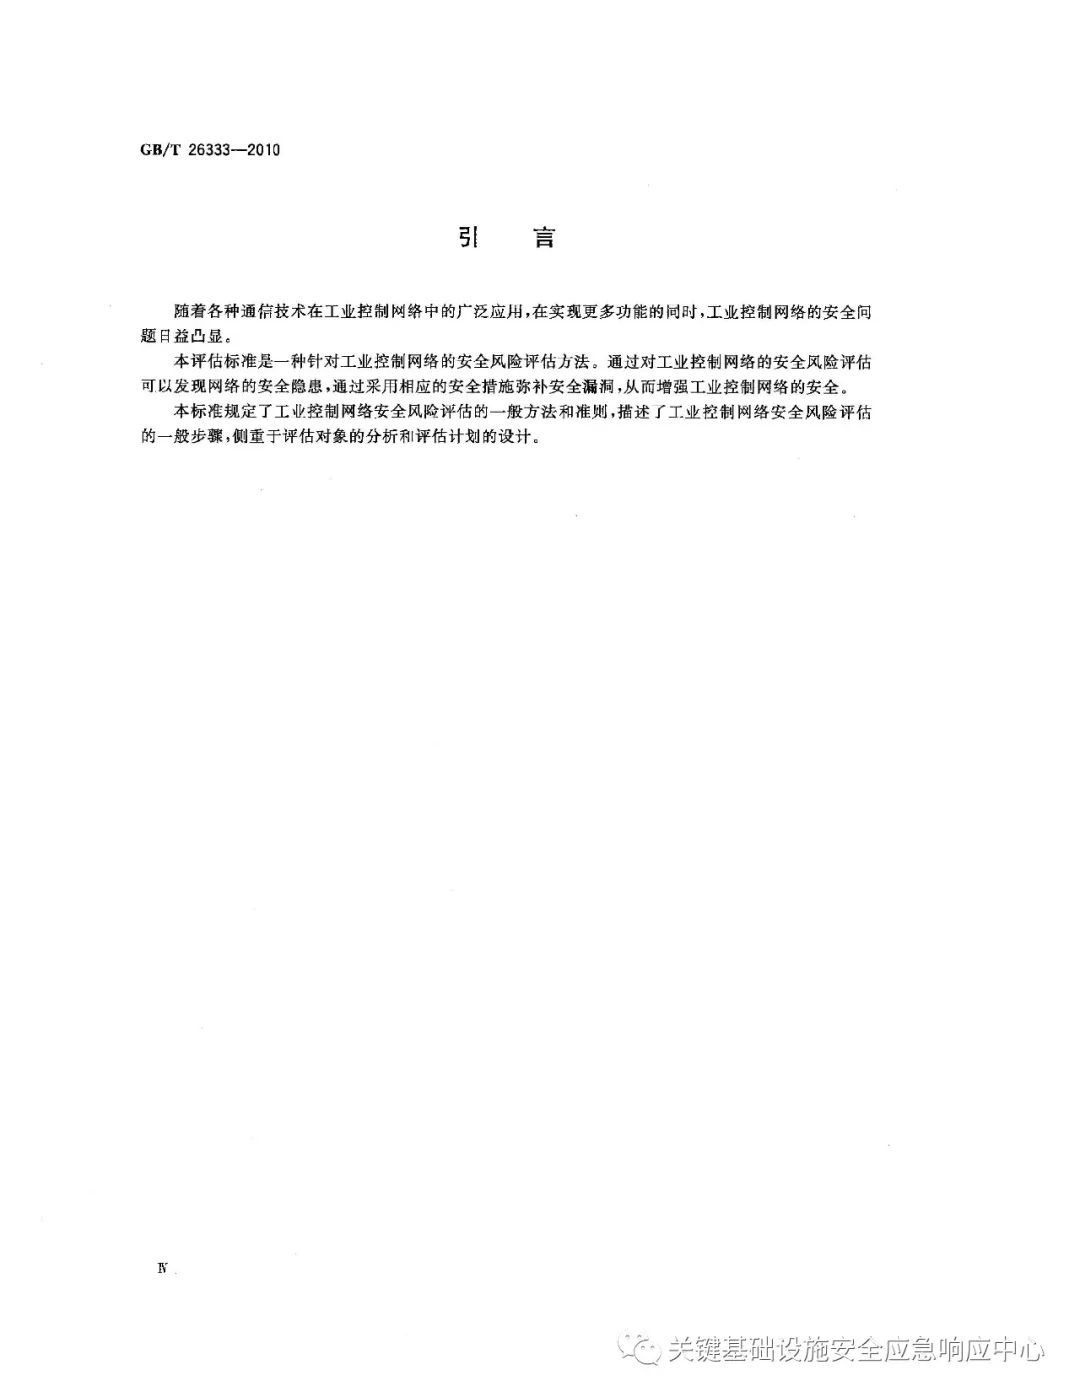 GB/T 26333—2010
引 言
随着各种通信技术在工业控制网络中的广泛应用,在实现更多功能的同时,工业控制网络的安全问
题日益凸显。
本评估标准是一种针对工业控制网络的安全风险评估方法。通过对工业控制网络的安全风险评估
可以发现网络的安全隐患,通过采用相应的安全措施弥补安全漏洞,从而增强工业控制网络的安全。
本标准规定了工业控制网络安全风险评估的一般方法和准则,描述了工业控制网络安全风险评估
的一般步骤,侧重于评估对象的分析和评估计划的设计。
Ⅳ
关键基础设施安全应急响应中心